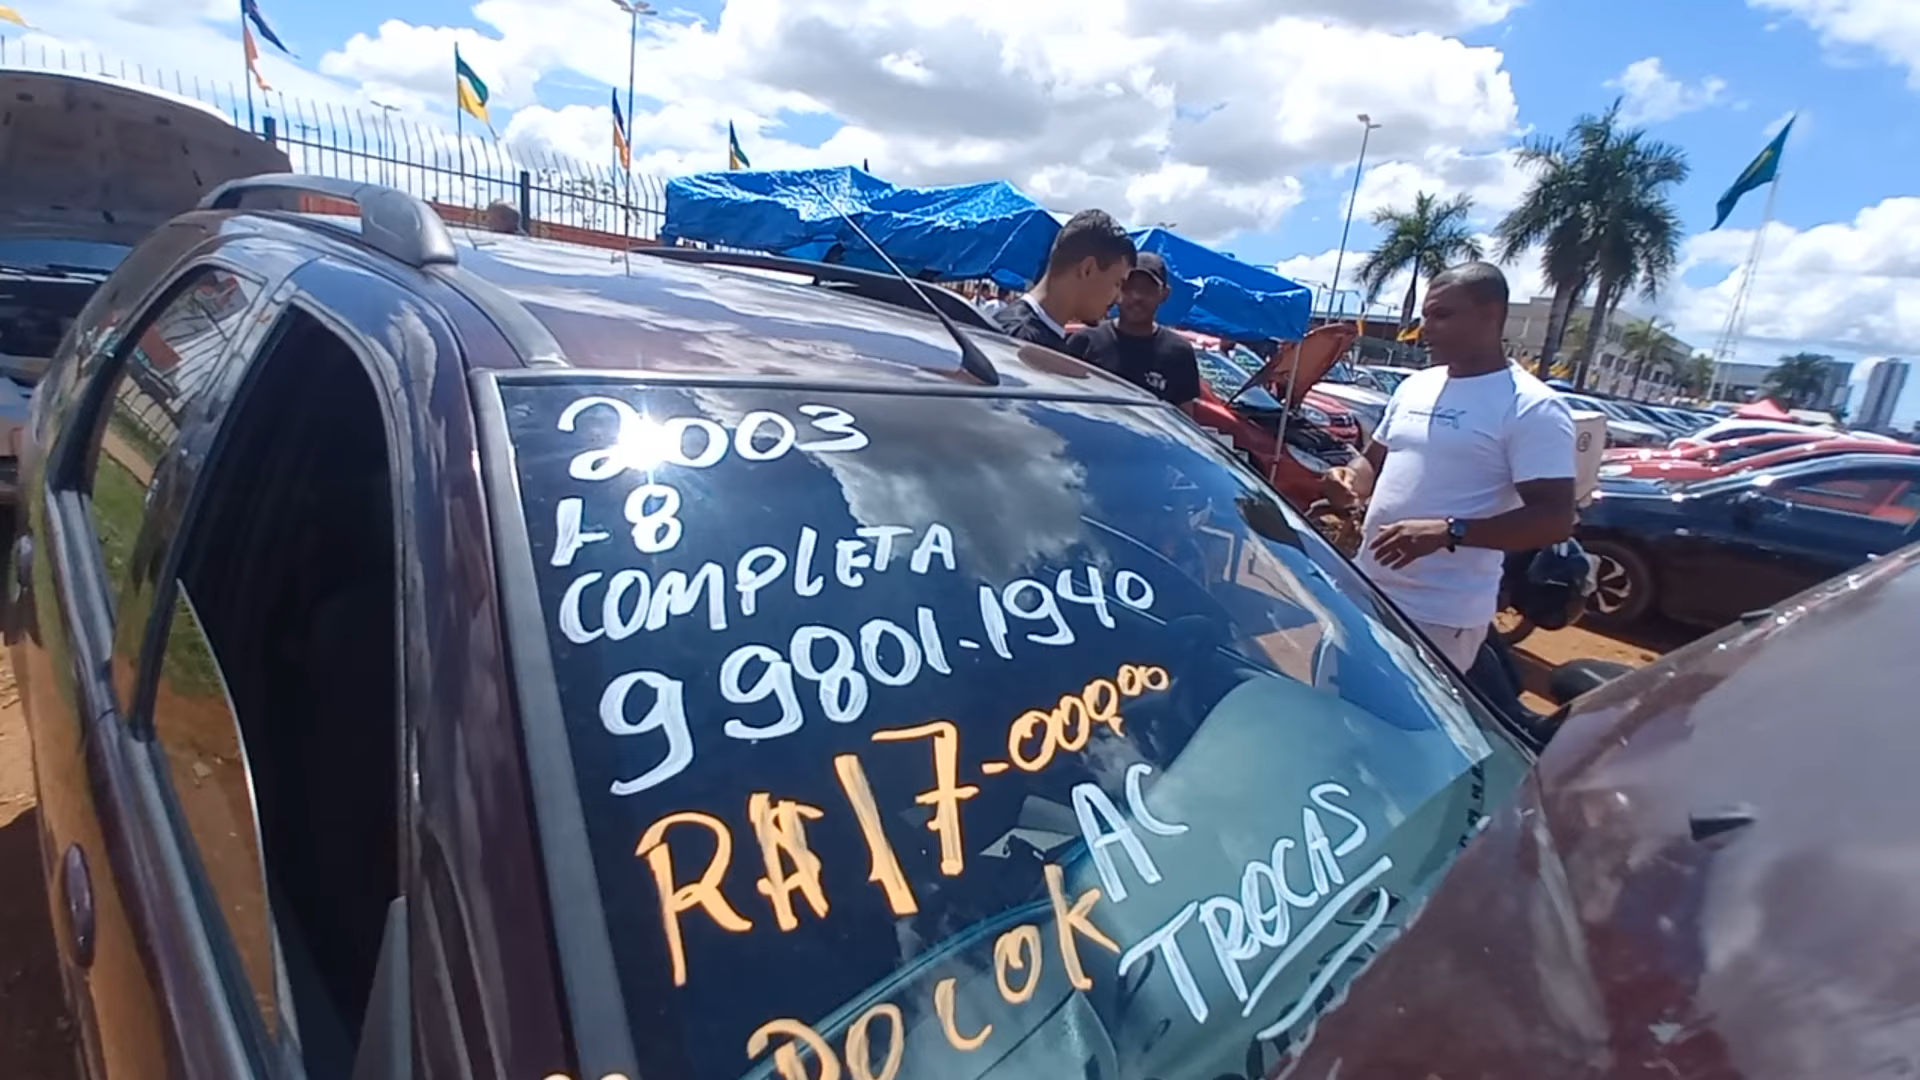 2003
1-8
COMPLETA
9 9801-1940
R$ 17-000,00
AC
TROCAS
DOC OK